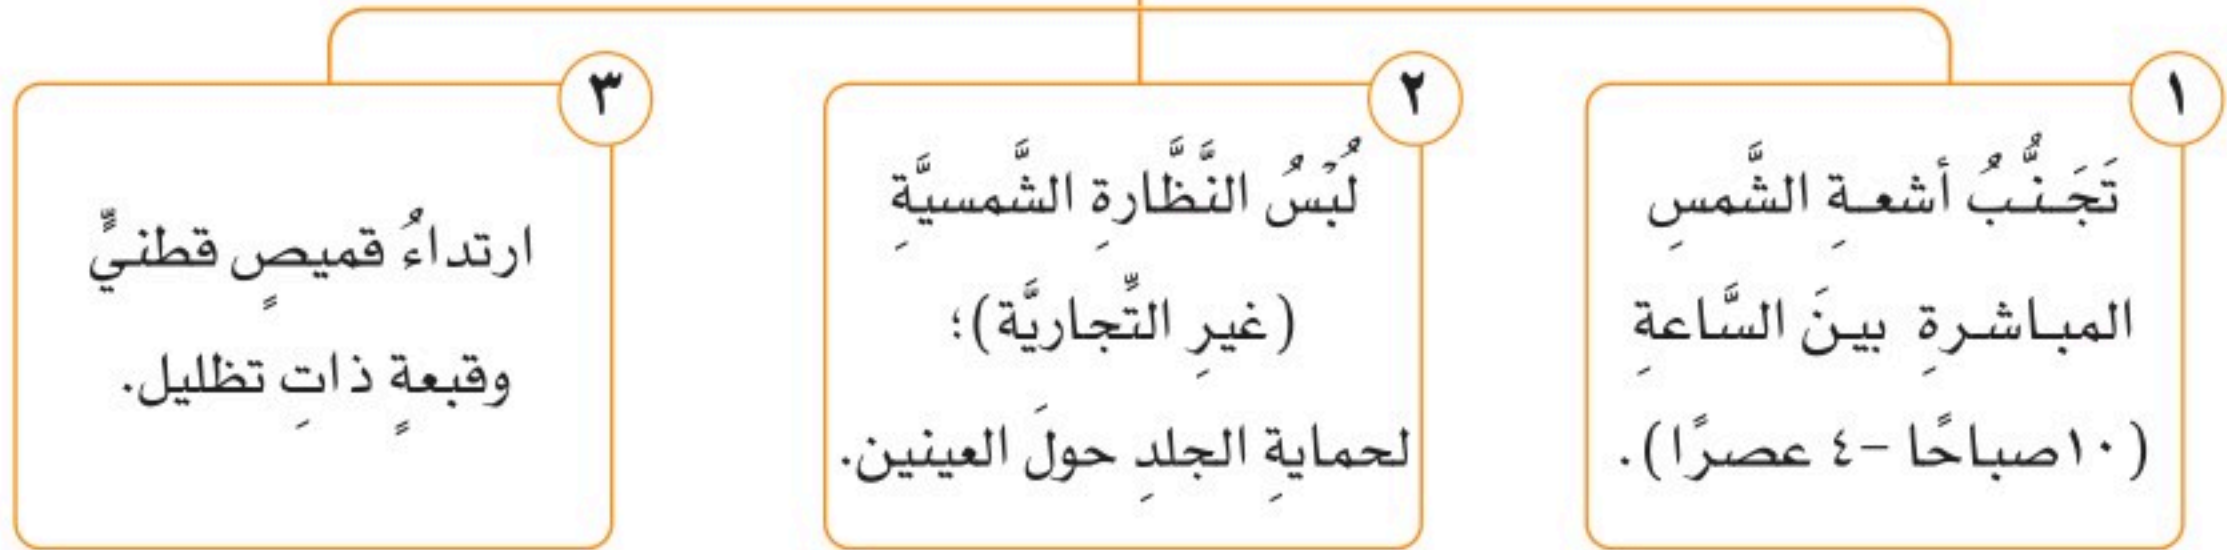 ١
تَجَنُّبُ أشعةِ الشَّمسِ
المباشرةِ بينَ السَّاعةِ
(١٠صباحًا -٤ عصرًا).
٢
لُبْسُ النَّظَّارةِ الشَّمسيَّةِ
(غيرِ التِّجاريَّة)؛
لحمايةِ الجلدِ حولَ العينين.
٣
ارتداءُ قميصٍ قطنيٍّ
وقبعةٍ ذاتِ تظليل.